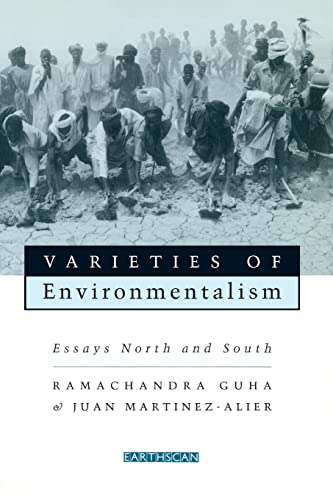 VARIETIES OF
Environmentalism
Essays North and South
RAMACHANDRA GUHA
& JUAN MARTINEZ-ALIER
EARTHSCAN